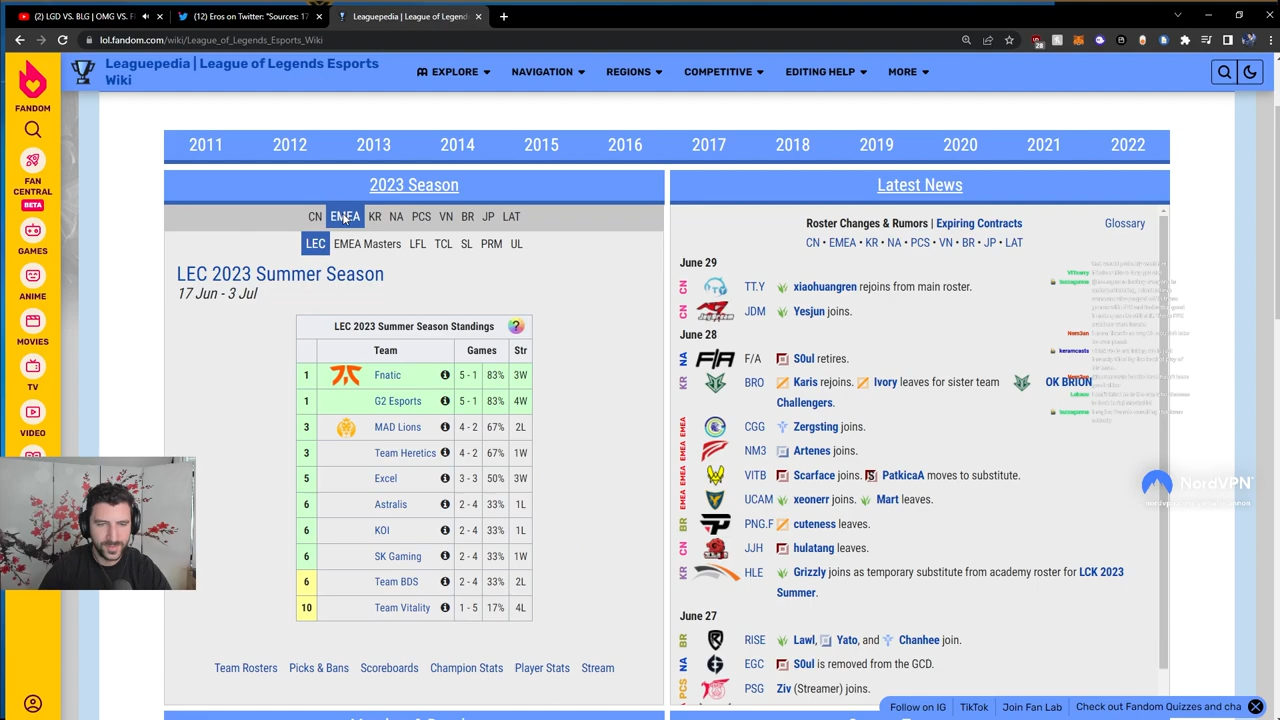 (2) LGD VS. BLG | OMG VS. F
(12) Eros on Twitter: "Sources: 17
Leaguepedia | League of Legends
lol.fandom.com/wiki/League_of_Legends_Esports_Wiki
28
FANDOM
FAN CENTRAL
BETA
GAMES
ANIME
MOVIES
TV
VIDEO
Leaguepedia | League of Legends Esports Wiki
EXPLORE NAVIGATION REGIONS COMPETITIVE EDITING HELP MORE
2011 2012 2013 2014 2015 2016 2017 2018 2019 2020 2021 2022
2023 Season
CN EMEA KR NA PCS VN BR JP LAT
LEC EMEA Masters LFL TCL SL PRM UL
LEC 2023 Summer Season
17 Jun - 3 Jul
LEC 2023 Summer Season Standings
Team Games Str
1 Fnatic 5 - 1 83% 3W
1 G2 Esports 5 - 1 83% 4W
3 MAD Lions 4 - 2 67% 2L
3 Team Heretics 4 - 2 67% 1W
5 Excel 3 - 3 50% 3W
6 Astralis 2 - 4 33% 1L
6 KOI 2 - 4 33% 1L
6 SK Gaming 2 - 4 33% 1W
6 Team BDS 2 - 4 33% 2L
10 Team Vitality 1 - 5 17% 4L
Team Rosters Picks & Bans Scoreboards Champion Stats Player Stats Stream
Latest News
Roster Changes & Rumors | Expiring Contracts
Glossary
CN • EMEA • KR • NA • PCS • VN • BR • JP • LAT
June 29
CN TT.Y xiaohuangren rejoins from main roster.
CN JDM Yesjun joins.
June 28
NA F/A F/A S0ul retires.
KR BRO Karis rejoins. Ivory leaves for sister team OK BRION
Challengers.
EMEA CGG Zergsting joins.
EMEA NM3 Artenes joins.
EMEA VITB Scarface joins. PatkicaA moves to substitute.
EMEA UCAM xeonerr joins. Mart leaves.
BR PNG.F cuteness leaves.
CN JJH hulatang leaves.
KR HLE Grizzly joins as temporary substitute from academy roster for LCK 2023
Summer.
June 27
BR RISE Lawl, Yato, and Chanhee join.
NA EGC S0ul is removed from the GCD.
PCS PSG Ziv (Streamer) joins.
NordVPN
Follow on IG TikTok Join Fan Lab Check out Fandom Quizzes and cha